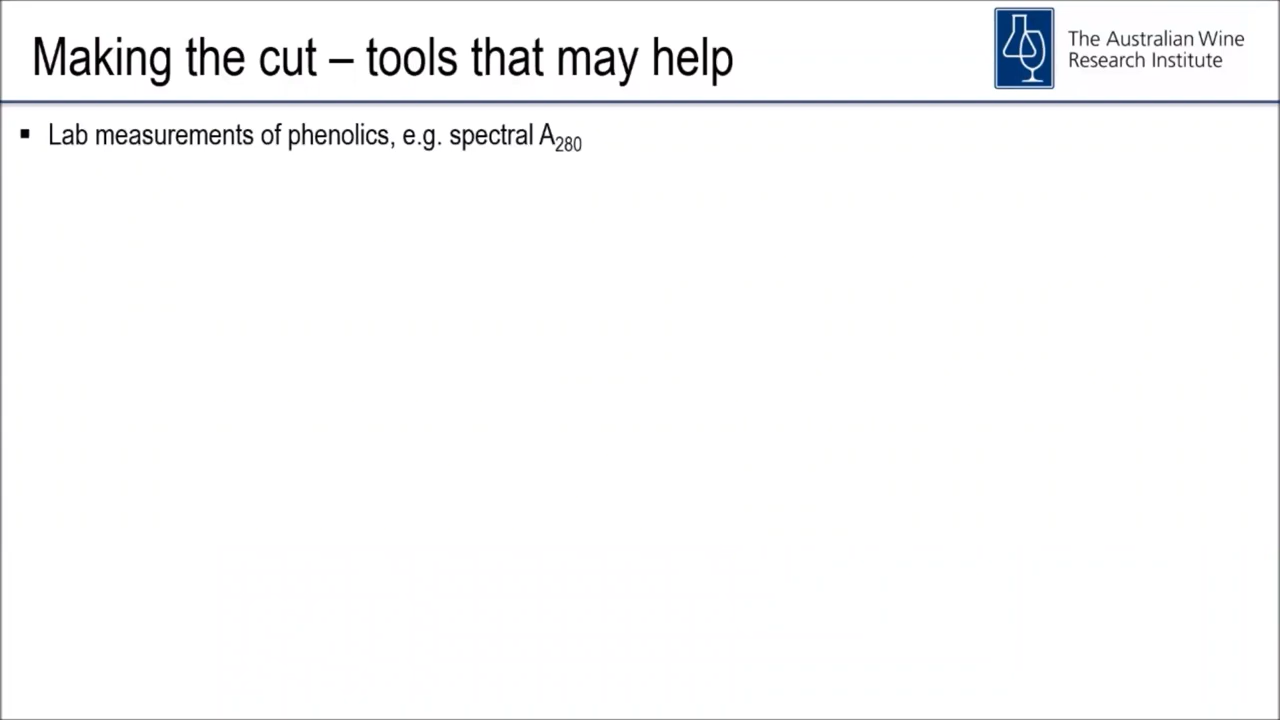 Making the cut – tools that may help
The Australian Wine
Research Institute
▪ Lab measurements of phenolics, e.g. spectral A280